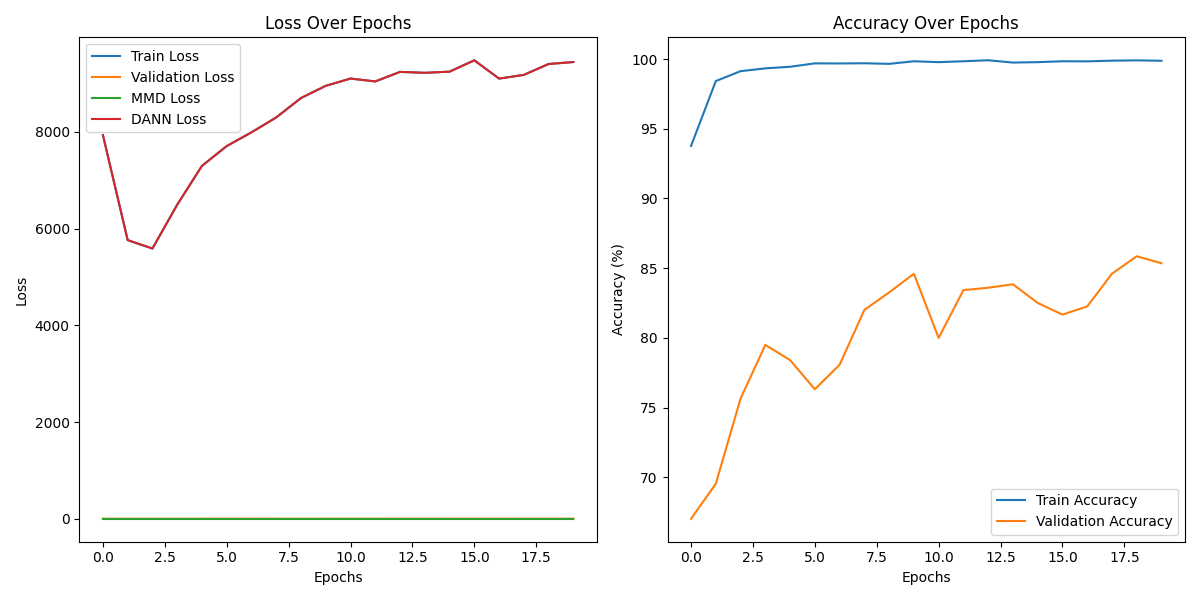 Loss Over Epochs
Train Loss
Validation Loss
MMD Loss
DANN Loss
8000
6000
4000
2000
0
Loss
0.0 2.5 5.0 7.5 10.0 12.5 15.0 17.5
Epochs
Accuracy Over Epochs
100
95
90
85
80
75
70
Accuracy (%)
Train Accuracy
Validation Accuracy
0.0 2.5 5.0 7.5 10.0 12.5 15.0 17.5
Epochs